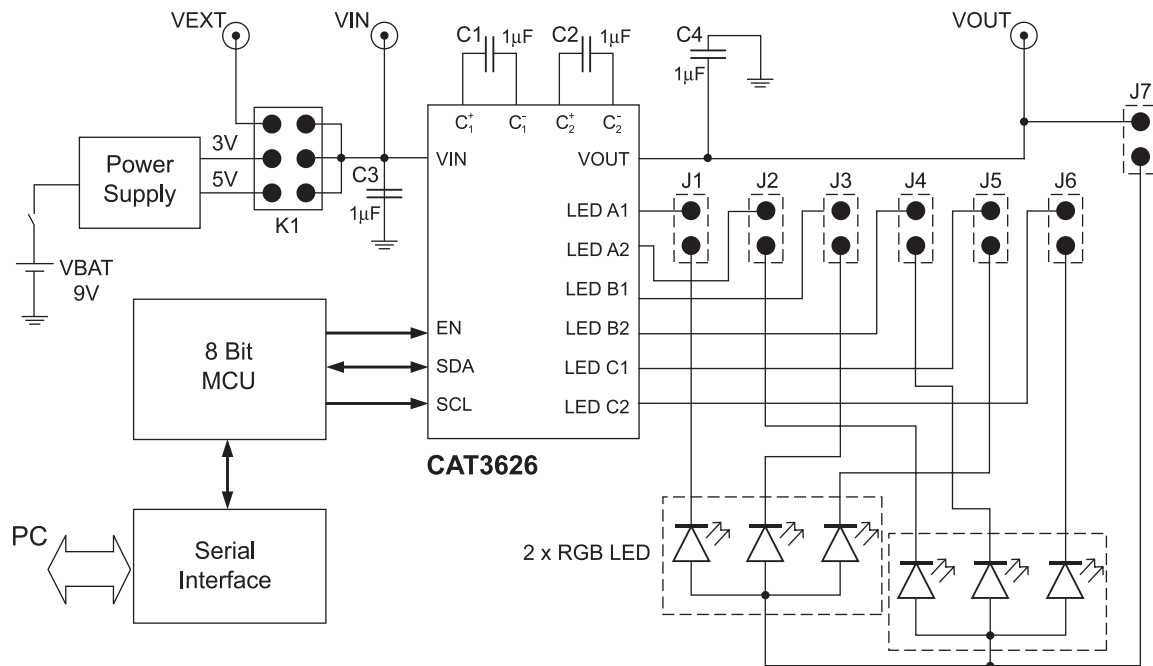 VEXT
VIN
VOUT
C1
1μF
C2
1μF
C4
1μF
J7
C1+
C1-
C2+
C2-
3V
5V
Power
Supply
K1
C3
1μF
VIN
VOUT
J1
J2
J3
J4
J5
J6
LED A1
LED A2
LED B1
LED B2
LED C1
LED C2
VBAT
9V
8 Bit
MCU
EN
SDA
SCL
CAT3626
PC
Serial
Interface
2 x RGB LED